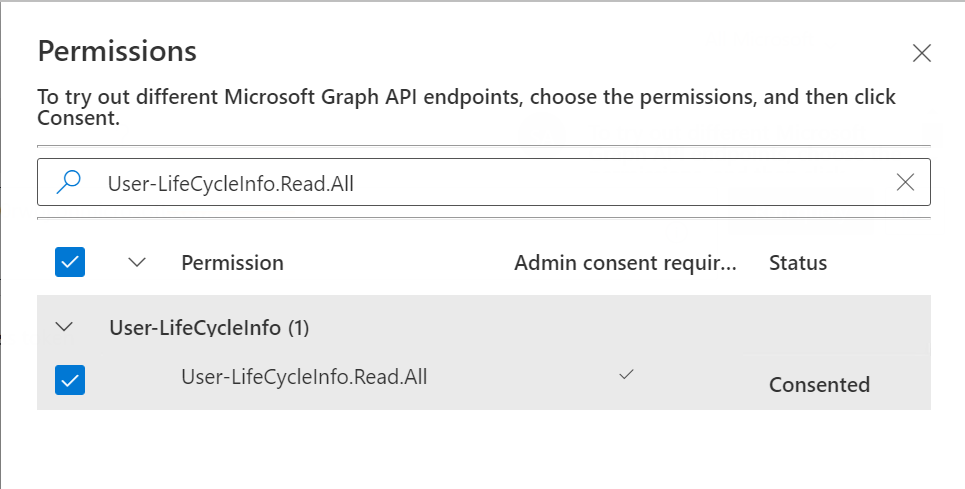 Permissions
To try out different Microsoft Graph API endpoints, choose the permissions, and then click
Consent.
User-LifeCycleInfo.Read.All
Permission Admin consent requir... Status
User-LifeCycleInfo (1)
User-LifeCycleInfo.Read.All Consented